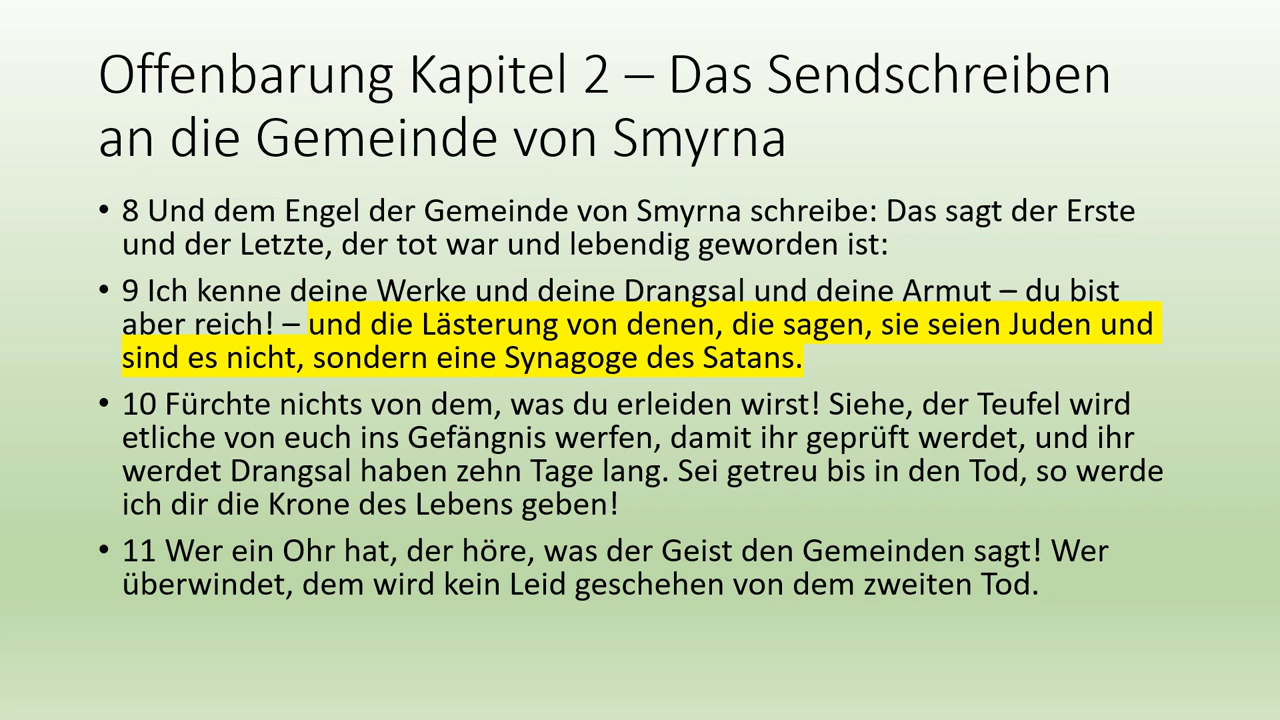 Offenbarung Kapitel 2 – Das Sendschreiben
an die Gemeinde von Smyrna
• 8 Und dem Engel der Gemeinde von Smyrna schreibe: Das sagt der Erste
und der Letzte, der tot war und lebendig geworden ist:
• 9 Ich kenne deine Werke und deine Drangsal und deine Armut – du bist
aber reich! – und die Lästerung von denen, die sagen, sie seien Juden und
sind es nicht, sondern eine Synagoge des Satans.
• 10 Fürchte nichts von dem, was du erleiden wirst! Siehe, der Teufel wird
etliche von euch ins Gefängnis werfen, damit ihr geprüft werdet, und ihr
werdet Drangsal haben zehn Tage lang. Sei getreu bis in den Tod, so werde
ich dir die Krone des Lebens geben!
• 11 Wer ein Ohr hat, der höre, was der Geist den Gemeinden sagt! Wer
überwindet, dem wird kein Leid geschehen von dem zweiten Tod.